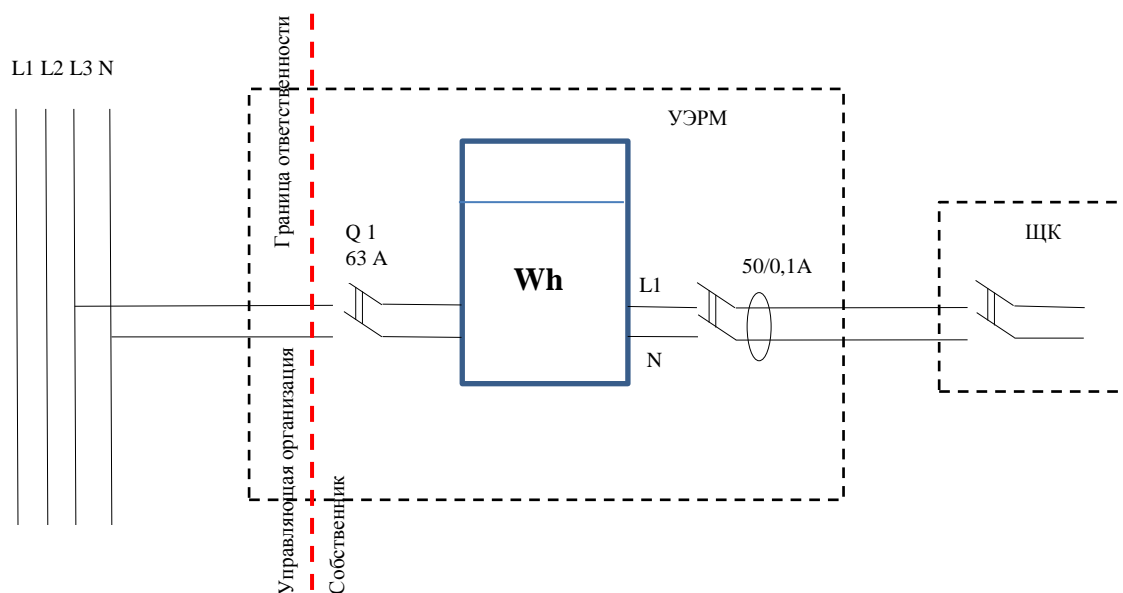 L1 L2 L3 N
Граница ответственности
УЭРМ
Q 1
63 А
Wh
L1
N
50/0,1А
ЩК
Управляющая организация
Собственник